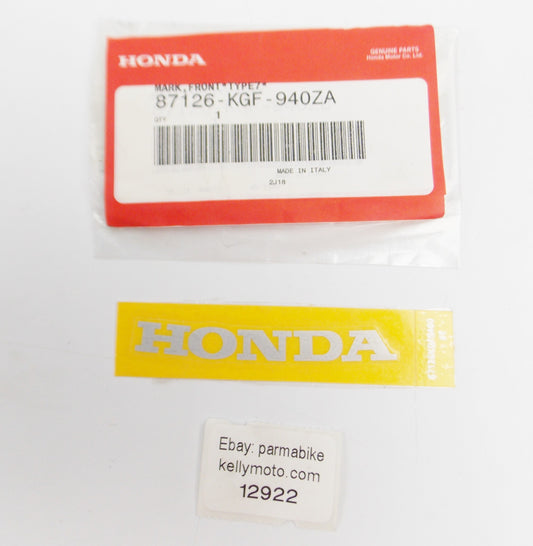 HONDA
GENUINE PARTS
Honda Motor Co., Ltd.
MARK,FRONT*TYPE7*
87126-KGF-940ZA
QTY 1
MADE IN ITALY
2J18
HONDA
Ebay: parmabike
kellymoto.com
12922